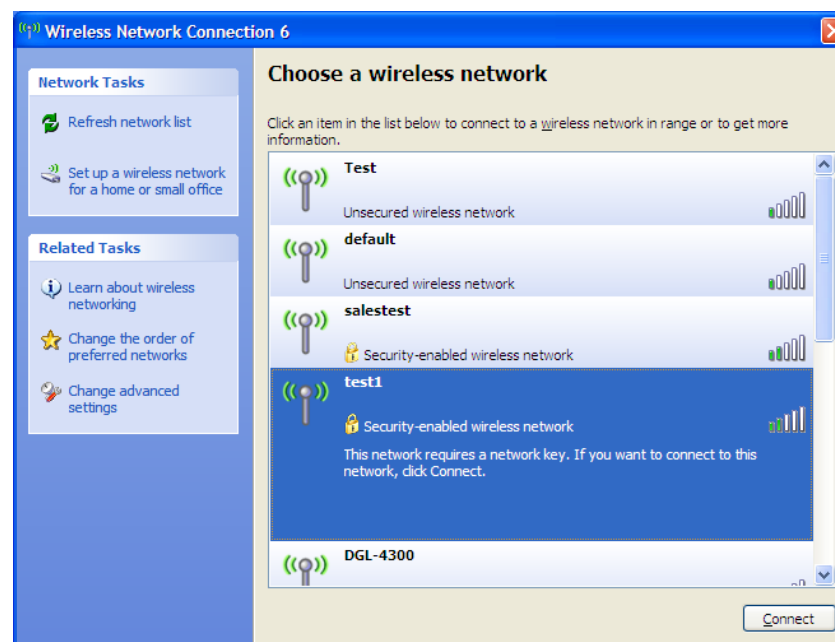 Wireless Network Connection 6
Network Tasks
Refresh network list
Set up a wireless network
for a home or small office
Related Tasks
Learn about wireless
networking
Change the order of
preferred networks
Change advanced
settings
Choose a wireless network
Click an item in the list below to connect to a wireless network in range or to get more
information.
Test
Unsecured wireless network
default
Unsecured wireless network
salestest
Security-enabled wireless network
test1
Security-enabled wireless network
This network requires a network key. If you want to connect to this
network, click Connect.
DGL-4300
Connect